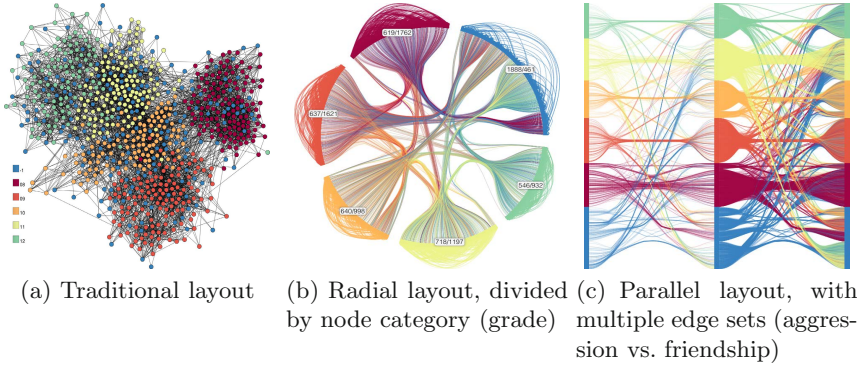 -1
08
09
10
11
12
619/1762
1888/461
637/1621
546/932
640/998
718/1197
(a) Traditional layout
(b) Radial layout, divided
by node category (grade)
(c) Parallel layout, with
multiple edge sets (aggres-
sion vs. friendship)